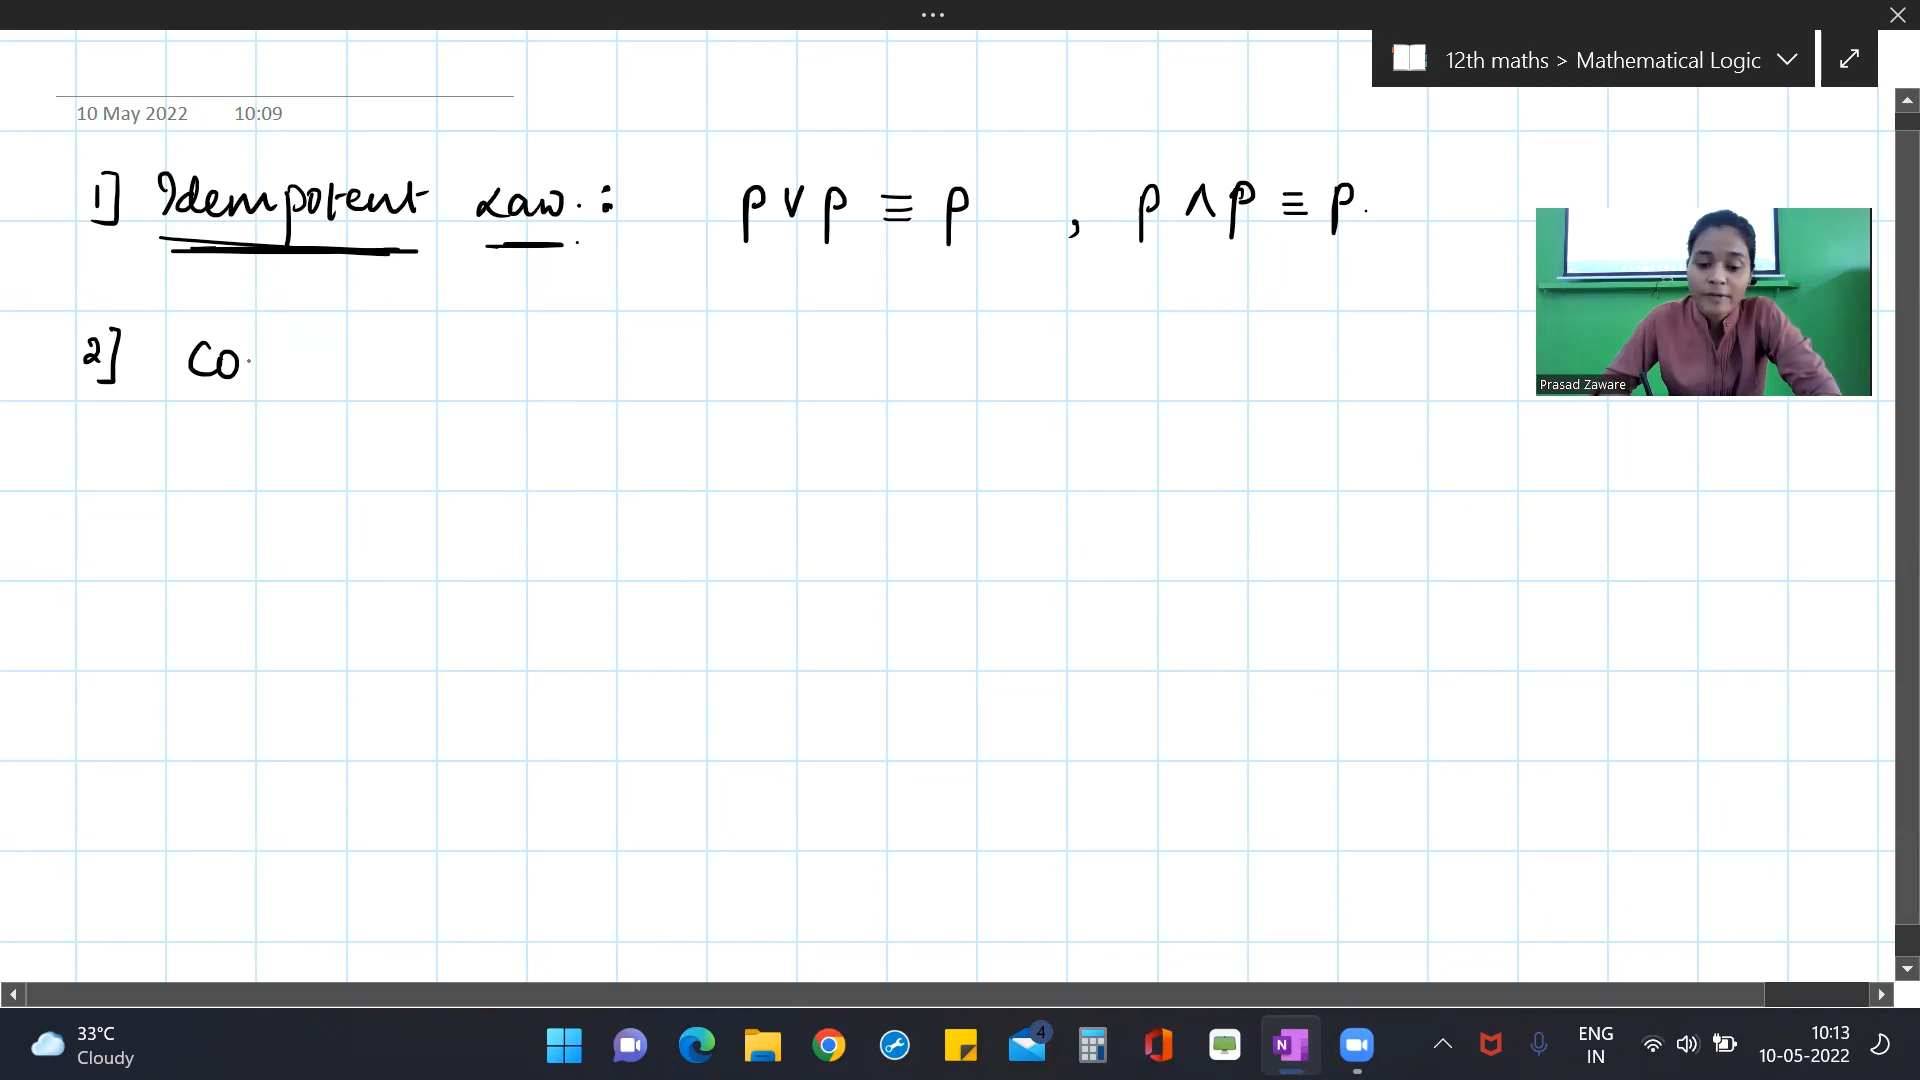 12th maths > Mathematical Logic
10 May 2022 10:09
1] Idempotent Law. : p ∨ p ≡ p , p ∧ p ≡ p.
2] Co
Prasad Zaware
33°C
Cloudy
4
ENG
IN
10:13
10-05-2022